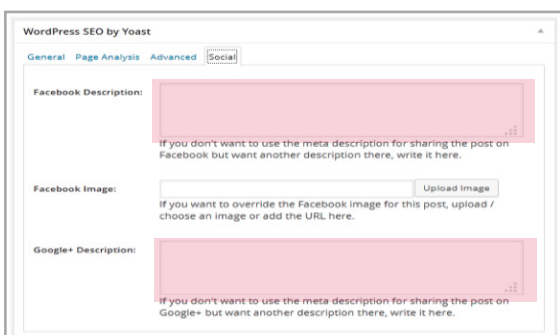 WordPress SEO by Yoast
General Page Analysis Advanced Social
Facebook Description:
If you don't want to use the meta description for sharing the post on
Facebook but want another description there, write it here.
Facebook Image: Upload Image
If you want to override the Facebook image for this post, upload /
choose an image or add the URL here.
Google+ Description:
If you don't want to use the meta description for sharing the post on
Google+ but want another description there, write it here.